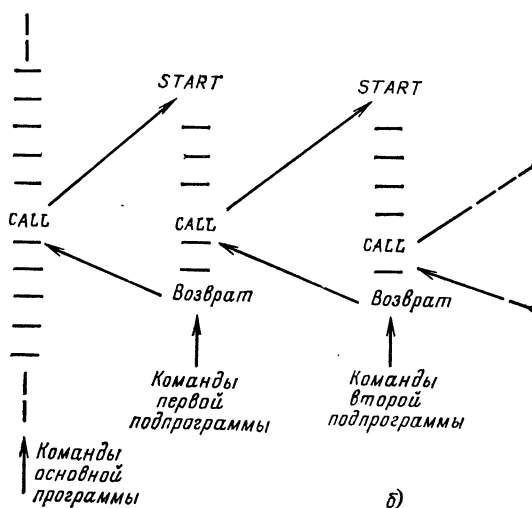 START
START
CALL
CALL
CALL
Возврат
Возврат
Команды
первой
подпрограммы
Команды
второй
подпрограммы
Команды
основной
программы
б)